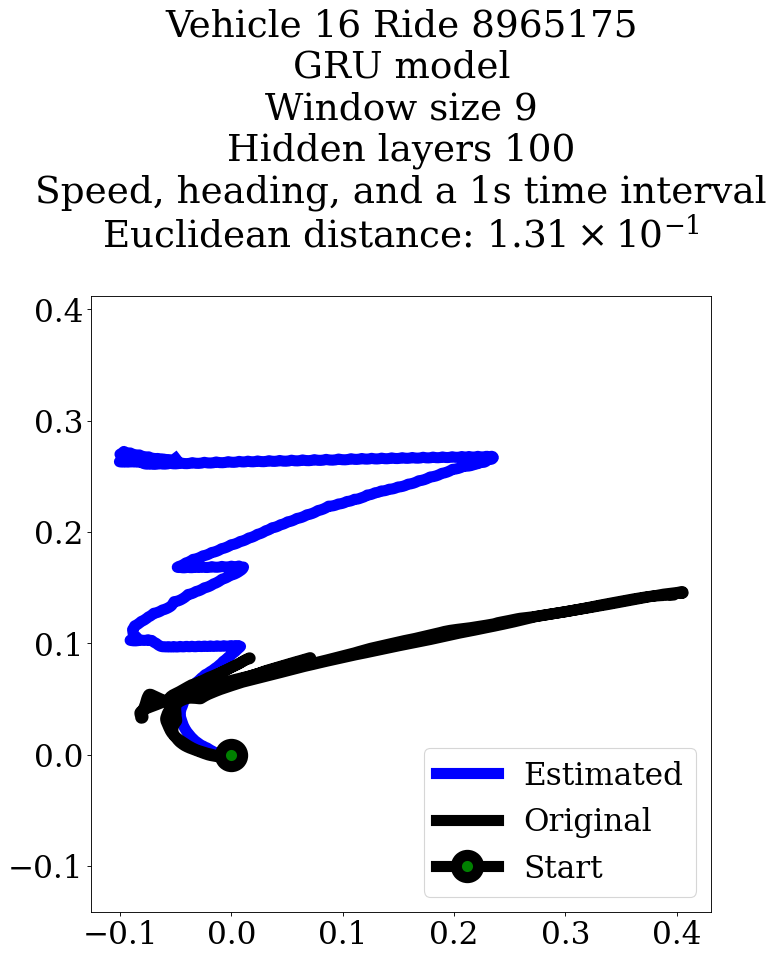 Vehicle 16 Ride 8965175
GRU model
Window size 9
Hidden layers 100
Speed, heading, and a 1s time interval
Euclidean distance: 1.31 × 10⁻¹
0.4
0.3
0.2
0.1
0.0
−0.1
Estimated
Original
Start
−0.1 0.0 0.1 0.2 0.3 0.4